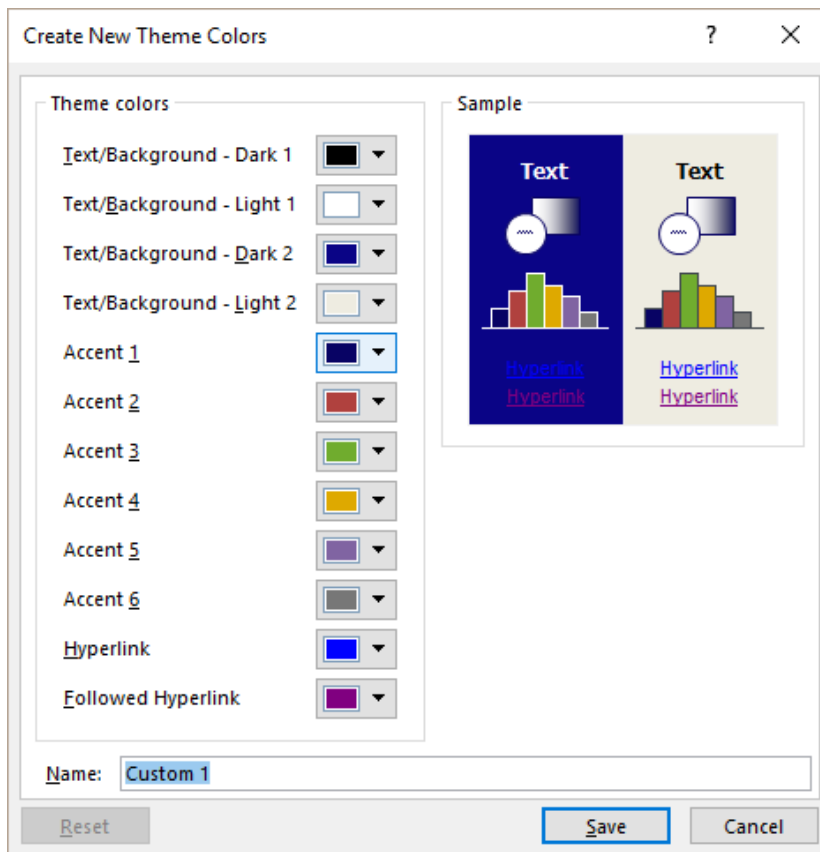 Create New Theme Colors
?
Theme colors
Text/Background - Dark 1
Text/Background - Light 1
Text/Background - Dark 2
Text/Background - Light 2
Accent 1
Accent 2
Accent 3
Accent 4
Accent 5
Accent 6
Hyperlink
Followed Hyperlink
Sample
Text Text
Hyperlink Hyperlink
Hyperlink Hyperlink
Name: Custom 1
Reset Save Cancel